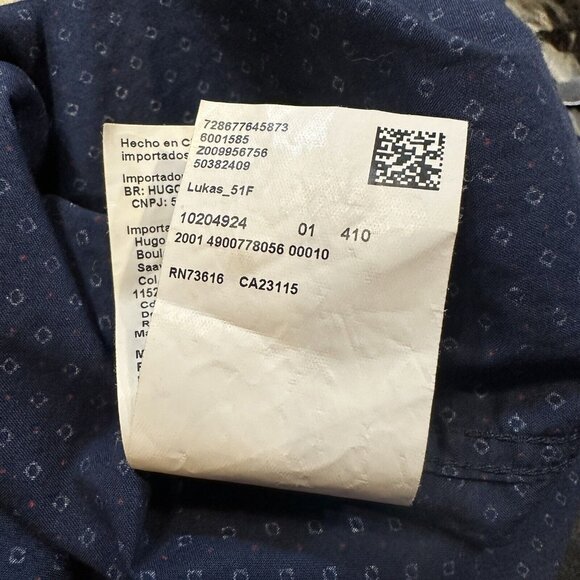 728677645873
6001585
Z009956756
50382409
Lukas_51F
10204924 01 410
2001 4900778056 00010
RN73616 CA23115
Hecho en C
importados
Importado
BR: HUGO
CNPJ: 5
Importa
Hugo
Boul
Saav
Col
1152